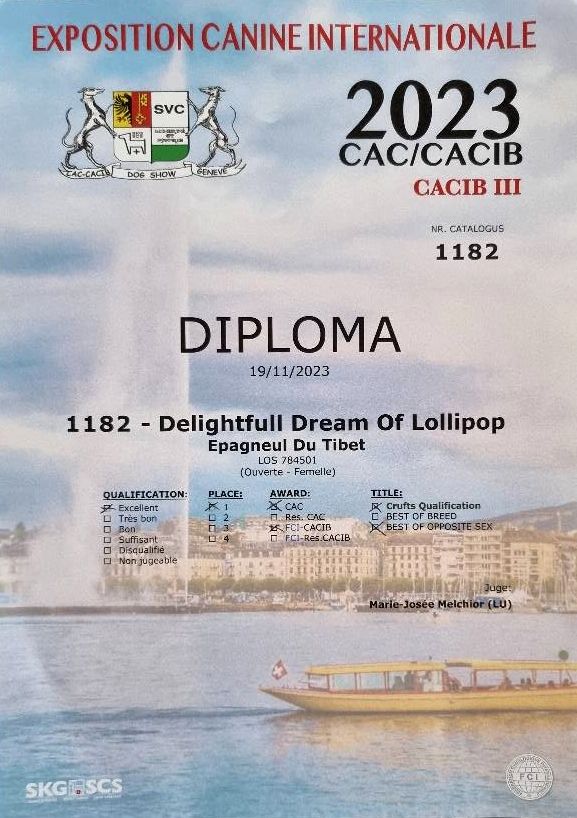 EXPOSITION CANINE INTERNATIONALE
SVC
CAC-CACIB DOG SHOW GENEVE
2023
CAC/CACIB
CACIB III
NR. CATALOGUS
1182
DIPLOMA
19/11/2023
1182 - Delightfull Dream Of Lollipop
Epagneul Du Tibet
LOS 784501
(Ouverte - Femelle)
QUALIFICATION: PLACE: AWARD: TITLE:
Excellent 1 CAC Crufts Qualification
Très bon 2 Res. CAC BEST OF BREED
Bon 3 FCI-CACIB BEST OF OPPOSITE SEX
Suffisant 4 FCI-Res.CACIB
Disqualifié
Non jugeable
Juge:
Marie-Josée Melchior (LU)
SKG SCS
FCI